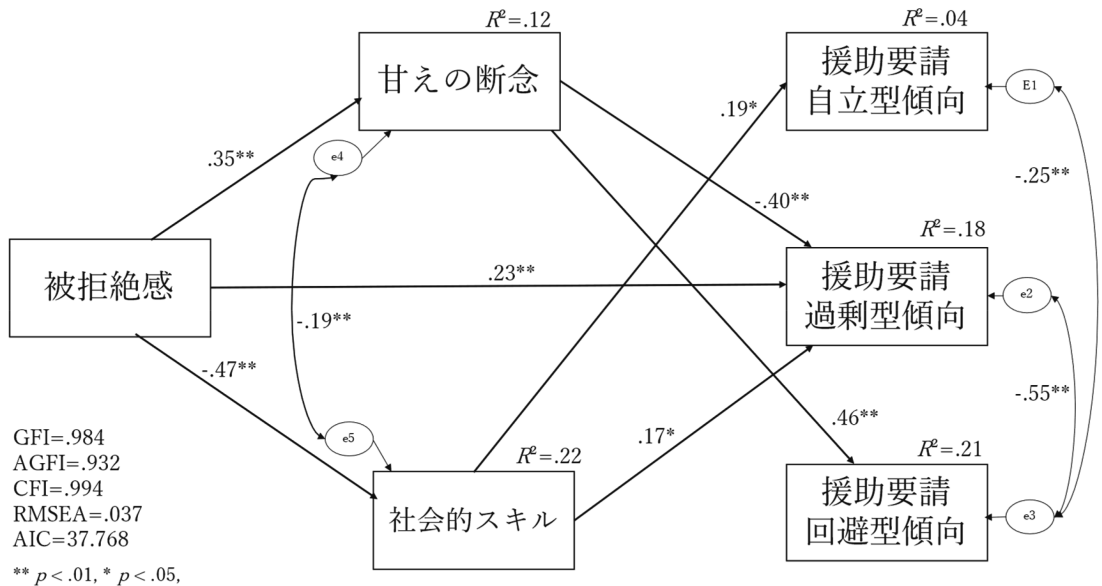 R²=.12
R²=.04
甘えの断念
援助要請
自立型傾向
E1
.19*
e4
.35**
-.25**
-.40**
R²=.18
被拒絶感
.23**
援助要請
過剰型傾向
e2
-.19**
-.47**
-.55**
.46**
.17*
e5
R²=.22
R²=.21
社会的スキル
援助要請
回避型傾向
e3
GFI=.984
AGFI=.932
CFI=.994
RMSEA=.037
AIC=37.768
** p<.01, * p<.05,